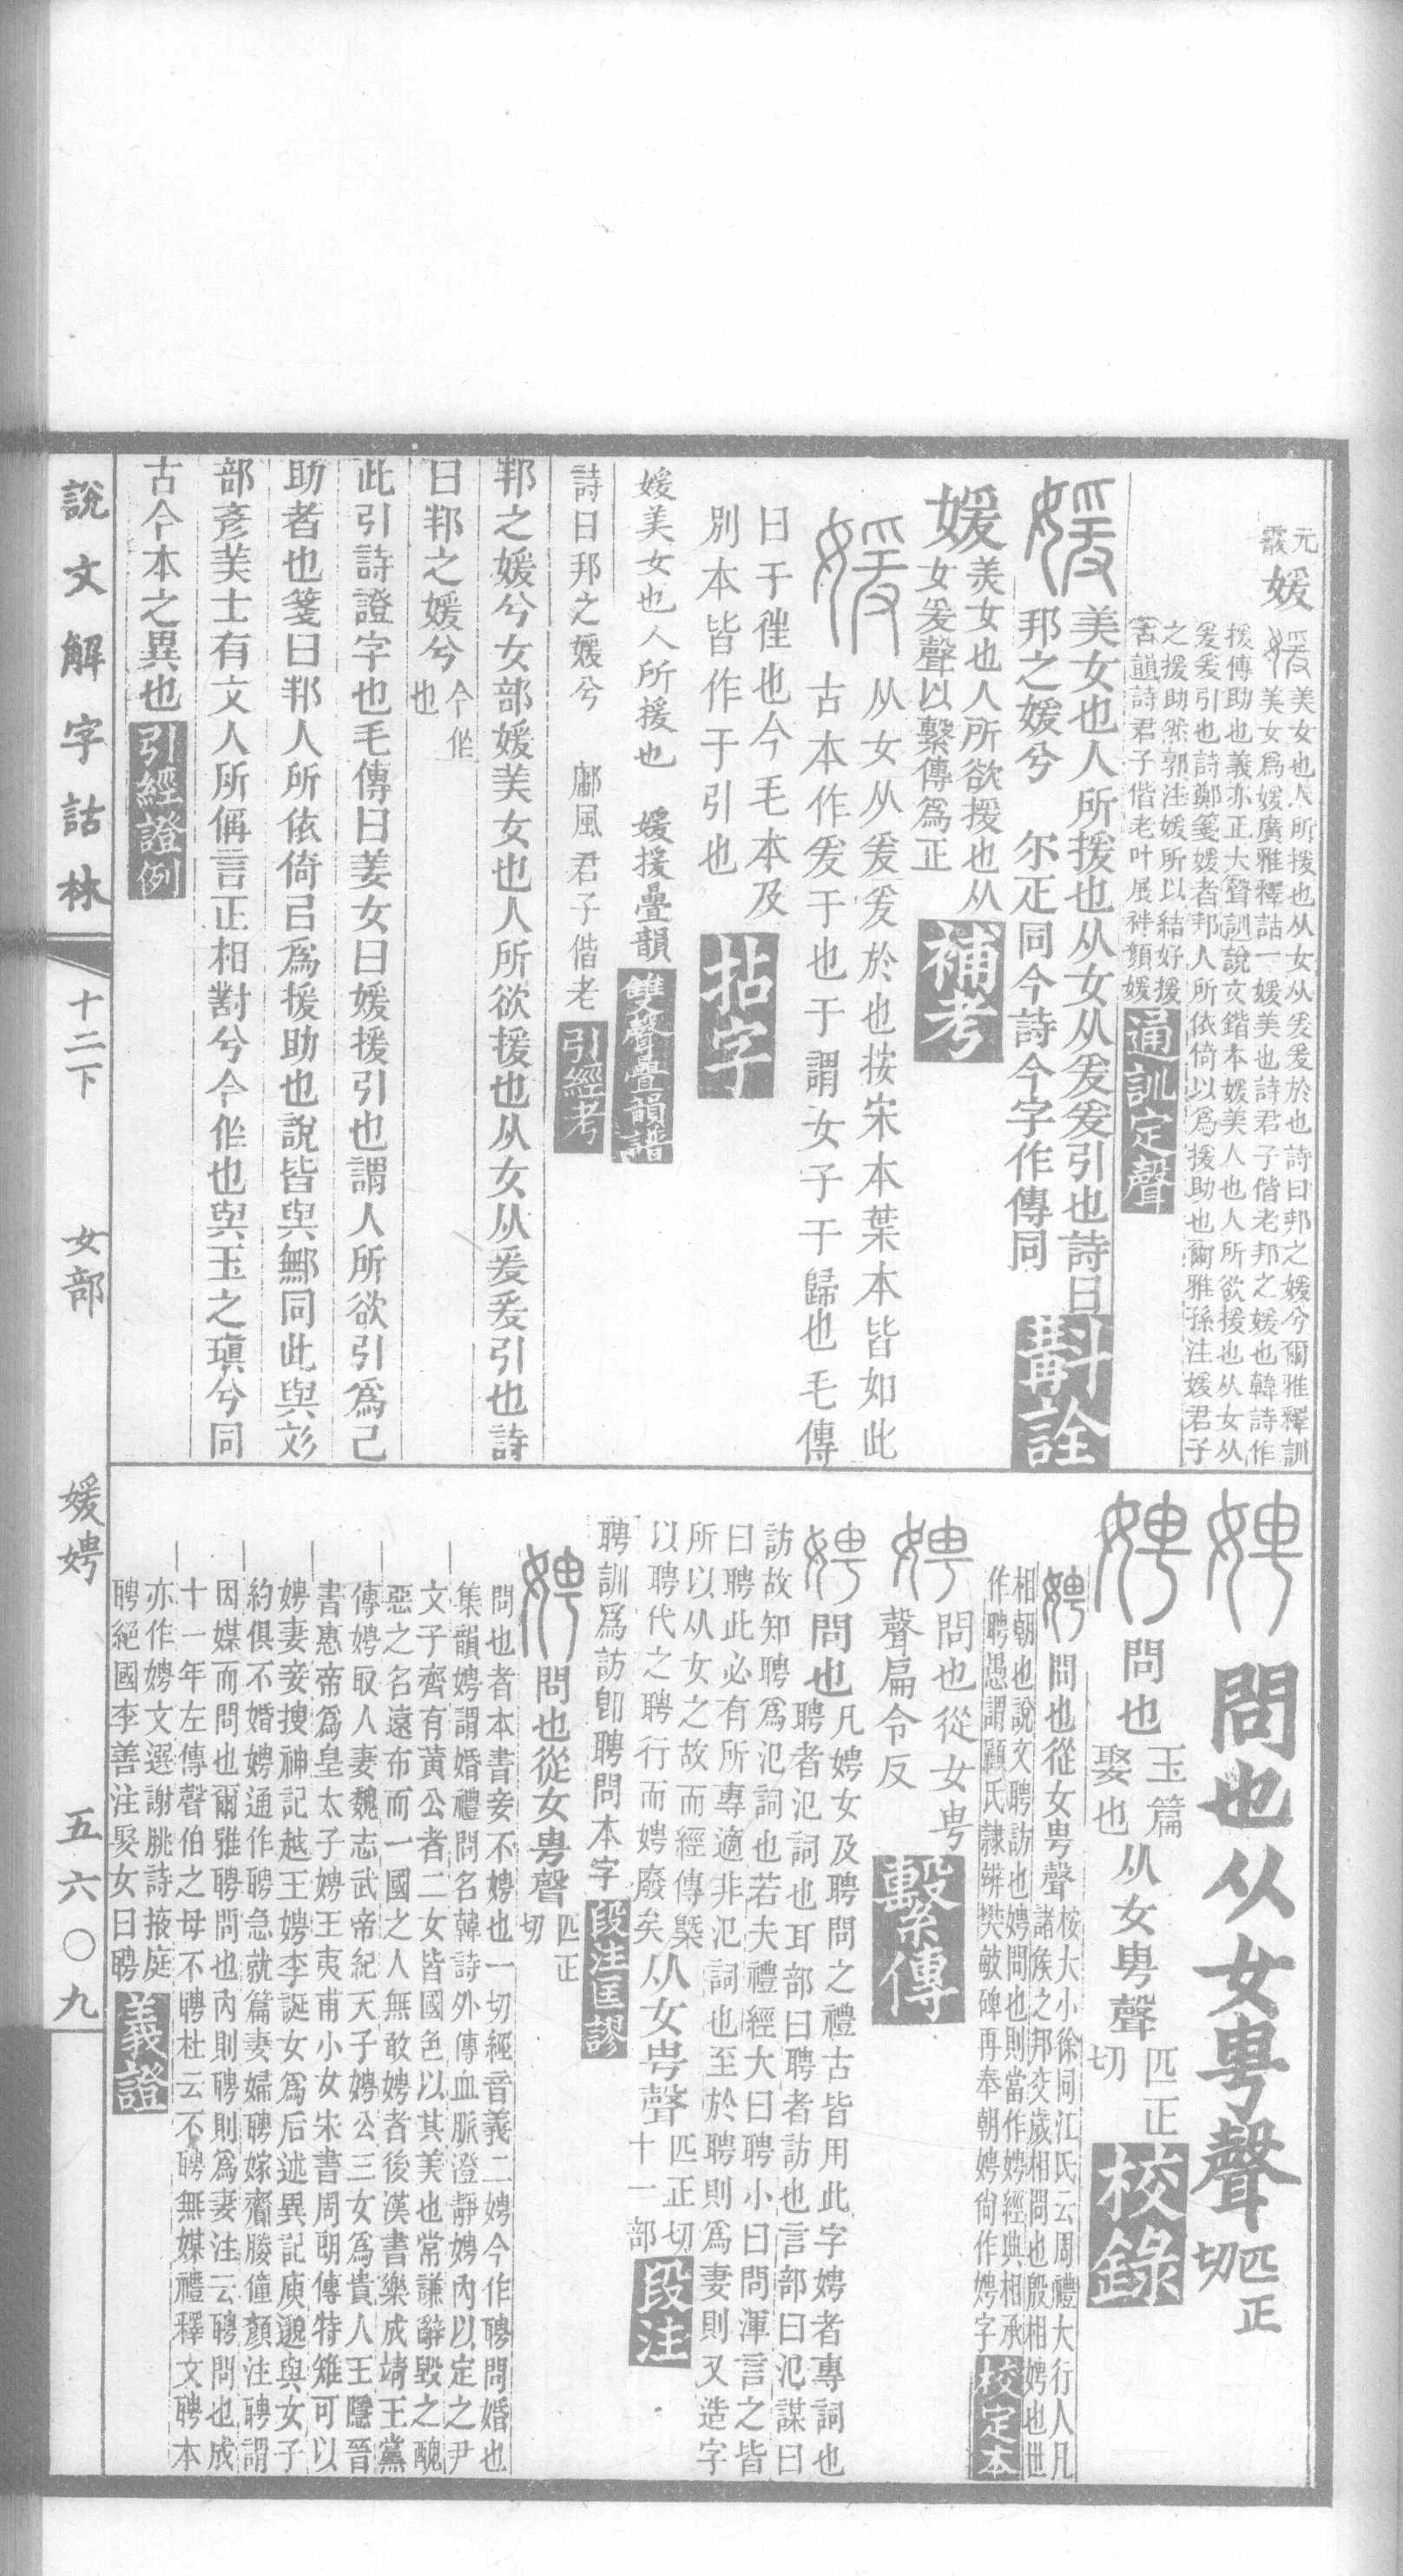 元
霰
媛
美女也人所援也从女从爰爰於也詩曰邦之媛兮爾雅釋訓
美女爲媛廣雅釋詁一媛美也詩君子偕老邦之媛也韓詩作
援傳助也義亦正大聲訓說文鍇本媛美人也人所欲援也从女从
爰爰引也詩鄭箋媛者邦人所依倚以爲援助也爾雅孫注媛君子
之援助然郭注媛所以結好援
古韻詩君子偕老叶展袢顏媛 通訓定聲
美女也人所援也从女从爰爰引也詩曰
邦之媛兮 尒疋同今詩今字作傳同 斠詮
媛
美女也人所欲援也从
女爰聲以繫傳爲正 補考
从女从爰爰於也按宋本葉本皆如此
古本作爰于也于謂女子于歸也毛傳
曰于徃也今毛本及
別本皆作于引也 拈字
媛美女也人所援也 媛援疊韻 雙聲疊韻譜
詩曰邦之媛兮 鄘風君子偕老 引經考
邦之媛兮女部媛美女也人所欲援也从女从爰爰引也詩
曰邦之媛兮 今偕也
此引詩證字也毛傳曰美女曰媛援引也謂人所欲引爲己
助者也箋曰邦人所依倚已爲援助也說皆與鄦同此與彣
部彥美士有文人所偁言正相對兮今偕也與玉之瑱兮同
古今本之異也 引經證例
問也从女甹聲 匹正切
問也 玉篇娶也 从女甹聲 匹正切 校錄
娉 問也從女甹聲 按大小徐同江氏云周禮大行人凡
諸侯之邦交歲相問也殷相娉也世
相朝也說文聘訪也娉問也則當作娉經典相承
作聘愚謂顧氏隸辨樊敏碑再奉朝娉尙作娉字 校定本
問也從女甹
聲扁令反 繫傳
問也 凡娉女及聘問之禮古皆用此字娉者專詞也
聘者氾詞也耳部曰聘者訪也言部曰氾謀曰
訪故知聘爲氾詞也若夫禮經大曰聘小曰問渾言之皆
曰聘此必有所專適非氾詞也至於聘則爲妻則又造字
所以从女之故而經傳槩
以聘代之聘行而娉廢矣 从女甹聲 匹正切十一部 段注
聘訓爲訪卽聘問本字 段注匡謬
問也從女甹聲 匹正切
問也者本書妾不娉也一切經音義二娉今作聘問婚也
集韻娉謂婚禮問名韓詩外傳血脈澄靜娉內以定之尹
文子齊有黃公者二女皆國色以其美也常謙辭毀之醜
惡之名遠布而一國之人無敢娉者後漢書樂成靖王黨
傳娉取人妻魏志武帝紀天子娉公三女爲貴人王隱晉
書惠帝爲皇太子娉王夷甫小女朱書周朗傳特雉可以
娉妻妾搜神記越王娉李誕女爲后述異記庾邈與女子
約俱不婚娉通作聘急就篇妻婦聘嫁齎媵僮顏注聘謂
因媒而問也爾雅聘問也內則聘則爲妻注云聘問也成
十一年左傳聲伯之母不聘杜云不聘無媒禮釋文聘本
亦作娉文選謝朓詩掖庭
聘絕國李善注娶女曰聘 義證
說文解字詁林
十二下
女部
媛娉
五六〇九